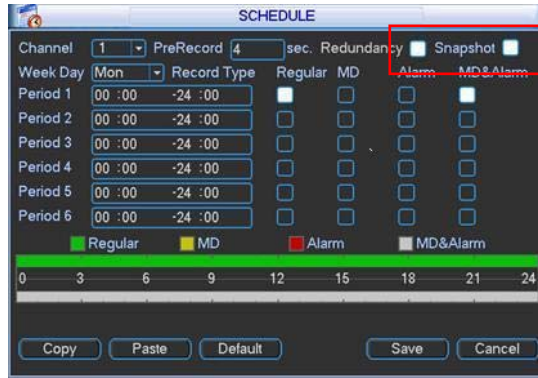 SCHEDULE
Channel 1 PreRecord 4 sec. Redundancy Snapshot
Week Day Mon Record Type Regular MD Alarm MD&Alarm
Period 1 00 :00 -24 :00
Period 2 00 :00 -24 :00
Period 3 00 :00 -24 :00
Period 4 00 :00 -24 :00
Period 5 00 :00 -24 :00
Period 6 00 :00 -24 :00
Regular MD Alarm MD&Alarm
0 3 6 9 12 15 18 21 24
Copy Paste Default Save Cancel